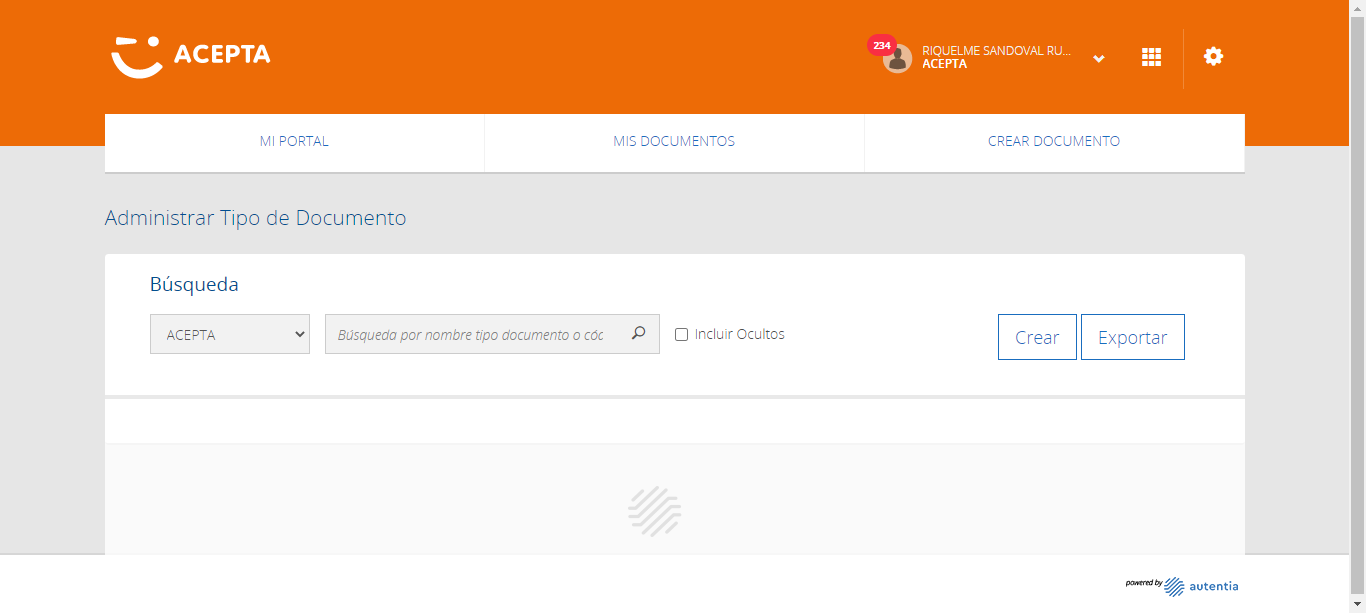 ACEPTA
234
RIQUELME SANDOVAL RU...
ACEPTA
MI PORTAL
MIS DOCUMENTOS
CREAR DOCUMENTO
Administrar Tipo de Documento
Búsqueda
ACEPTA
Búsqueda por nombre tipo documento o cóc
Incluir Ocultos
Crear
Exportar
powered by autentia